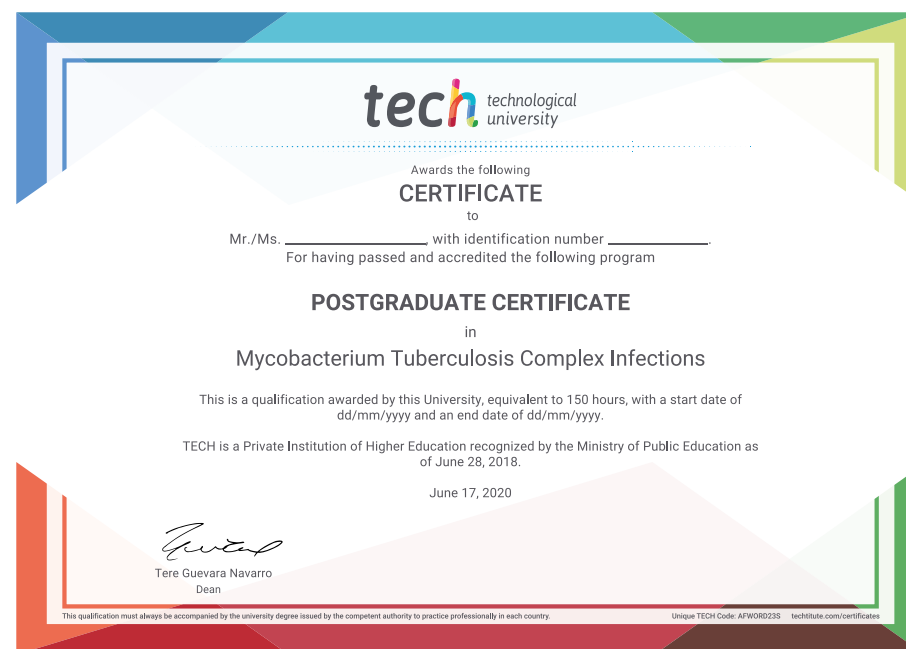 tech technological
university
Awards the following
CERTIFICATE
to
Mr./Ms. ____________, with identification number ____________.
For having passed and accredited the following program
POSTGRADUATE CERTIFICATE
in
Mycobacterium Tuberculosis Complex Infections
This is a qualification awarded by this University, equivalent to 150 hours, with a start date of
dd/mm/yyyy and an end date of dd/mm/yyyy.
TECH is a Private Institution of Higher Education recognized by the Ministry of Public Education as
of June 28, 2018.
June 17, 2020
Tere Guevara Navarro
Dean
This qualification must always be accompanied by the university degree issued by the competent authority to practice professionally in each country.
Unique TECH Code: AFWORD23S techtitute.com/certificates